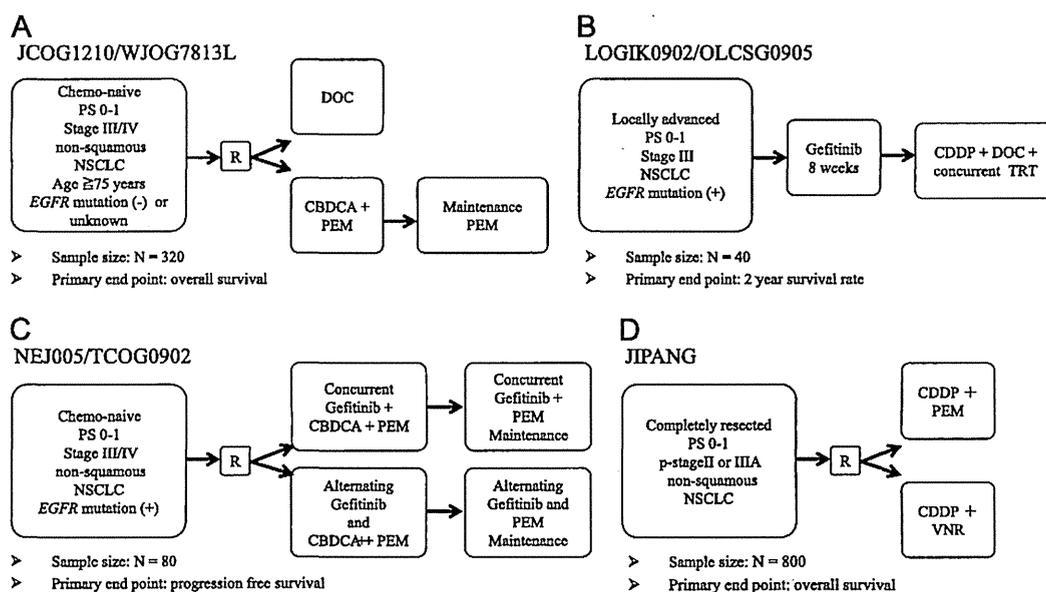 A
JCOG1210/WJOG7813L
Chemo-naive
PS 0-1
Stage III/IV
non-squamous
NSCLC
Age ≧75 years
EGFR mutation (-) or
unknown
R
DOC
CBDCA +
PEM
Maintenance
PEM
➢ Sample size: N = 320
➢ Primary end point: overall survival
B
LOGIK0902/OLCSG0905
Locally advanced
PS 0-1
Stage III
NSCLC
EGFR mutation (+)
Gefitinib
8 weeks
CDDP + DOC +
concurrent TRT
➢ Sample size: N = 40
➢ Primary end point: 2 year survival rate
C
NEJ005/TCOG0902
Chemo-naive
PS 0-1
Stage III/IV
non-squamous
NSCLC
EGFR mutation (+)
R
Concurrent
Gefitinib +
CBDCA + PEM
Concurrent
Gefitinib +
PEM
Maintenance
Alternating
Gefitinib
and
CBDCA++ PEM
Alternating
Gefitinib and
PEM
Maintenance
➢ Sample size: N = 80
➢ Primary end point: progression free survival
D
JIPANG
Completely resected
PS 0-1
p-stageII or IIIA
non-squamous
NSCLC
R
CDDP +
PEM
CDDP +
VNR
➢ Sample size: N = 800
➢ Primary end point: overall survival